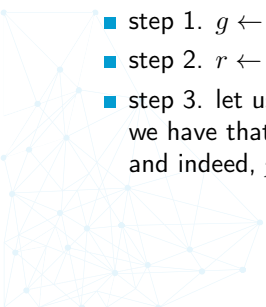 step 1. g ←
step 2. r ←
step 3. let u
we have that
and indeed,